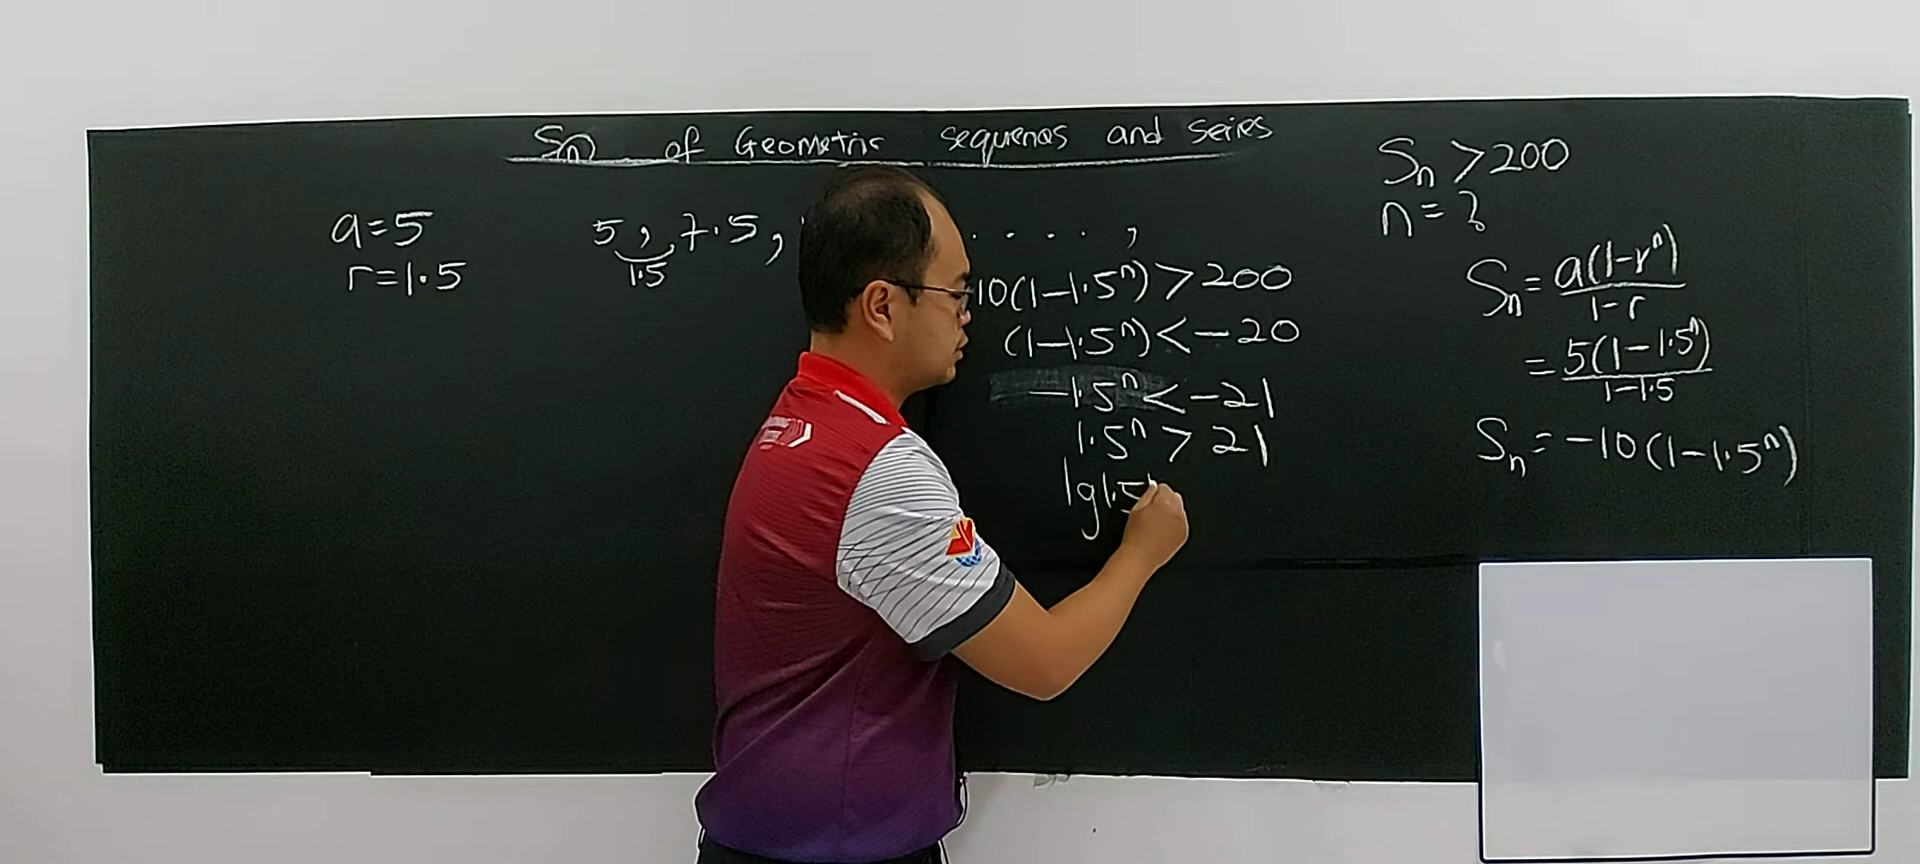 Sn of Geometric sequences and series
a=5
r=1.5
5, 7.5, ....,
1.5
10(1-1.5ⁿ)>200
(1-1.5ⁿ)<-20
-1.5ⁿ<-21
1.5ⁿ>21
lg1.5
Sn>200
n=?
Sn=a(1-rⁿ)
1-r
=5(1-1.5ⁿ)
1-1.5
Sn=-10(1-1.5ⁿ)